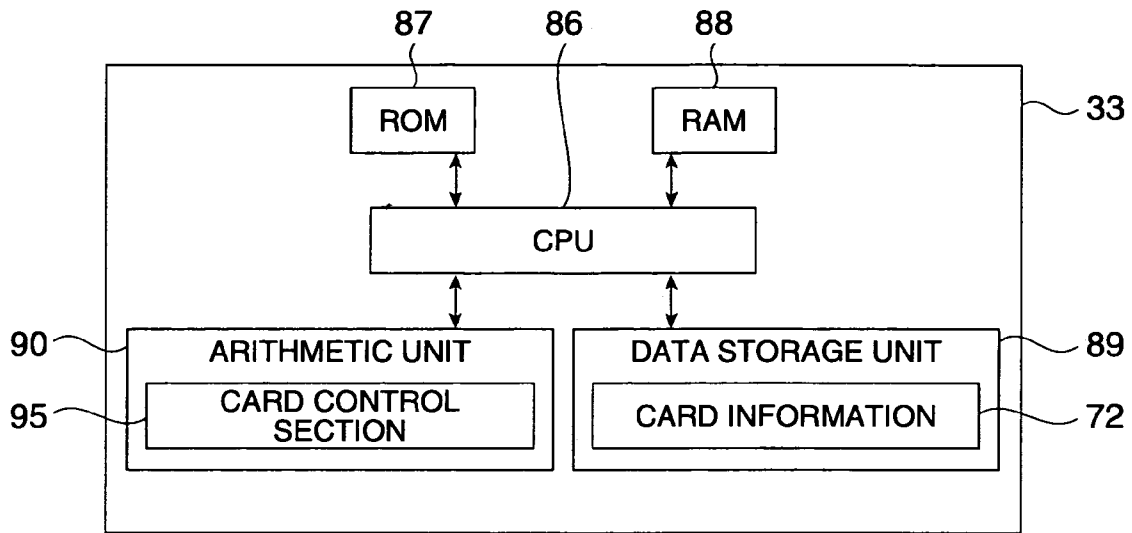 87
86
88
ROM
RAM
33
CPU
90
ARITHMETIC UNIT
DATA STORAGE UNIT
89
95
CARD CONTROL
SECTION
CARD INFORMATION
72